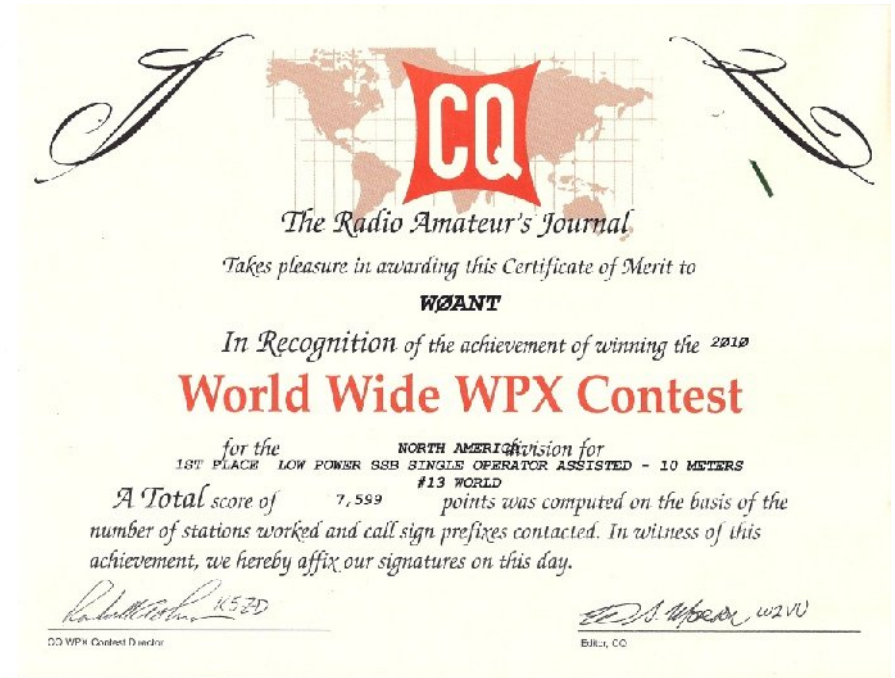 CQ
The Radio Amateur's Journal
Takes pleasure in awarding this Certificate of Merit to
WØANT
In Recognition of the achievement of winning the 2010
World Wide WPX Contest
for the NORTH AMERICA division for
1ST PLACE LOW POWER SSB SINGLE OPERATOR ASSISTED - 10 METERS
#13 WORLD
A Total score of 7,599 points was computed on the basis of the
number of stations worked and call sign prefixes contacted. In witness of this
achievement, we hereby affix our signatures on this day.
K5ZD
W2VU
CQ WPX Contest Director
Editor, CQ